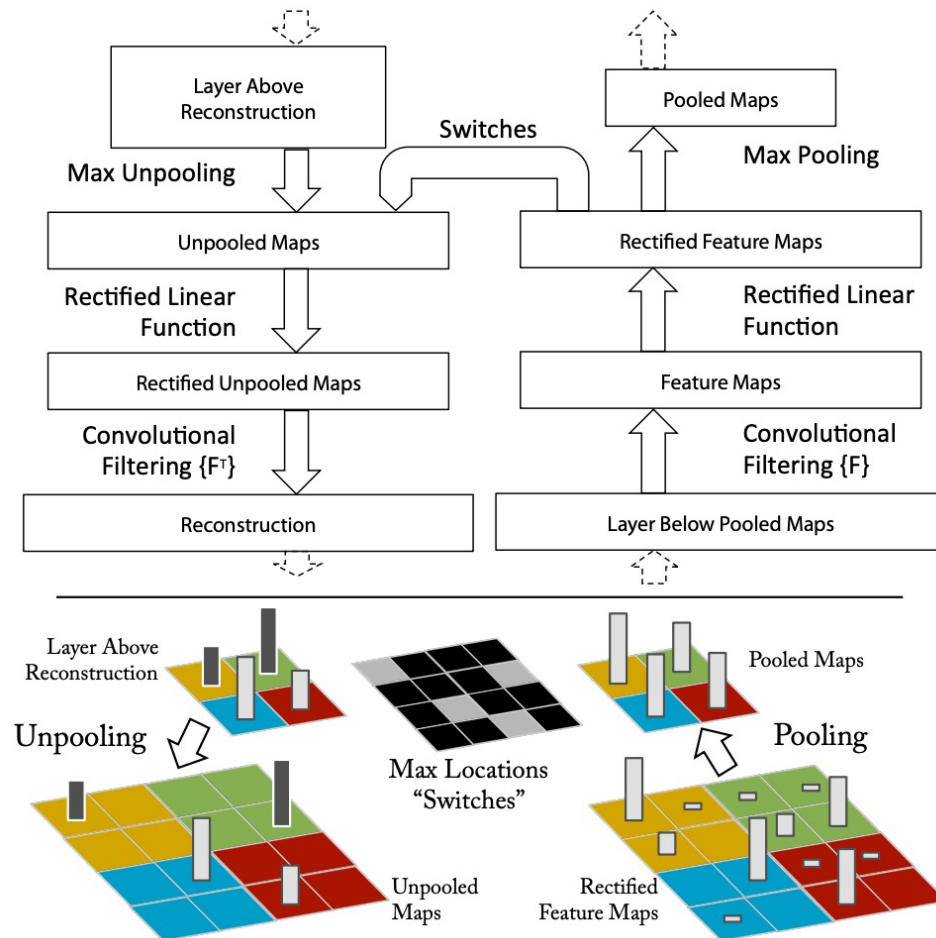 Layer Above
Reconstruction
Pooled Maps
Switches
Max Unpooling
Max Pooling
Unpooled Maps
Rectified Feature Maps
Rectified Linear
Function
Rectified Linear
Function
Rectified Unpooled Maps
Feature Maps
Convolutional
Filtering {Fᵀ}
Convolutional
Filtering {F}
Reconstruction
Layer Below Pooled Maps
Layer Above
Reconstruction
Pooled Maps
Unpooling
Pooling
Max Locations
“Switches”
Unpooled
Maps
Rectified
Feature Maps